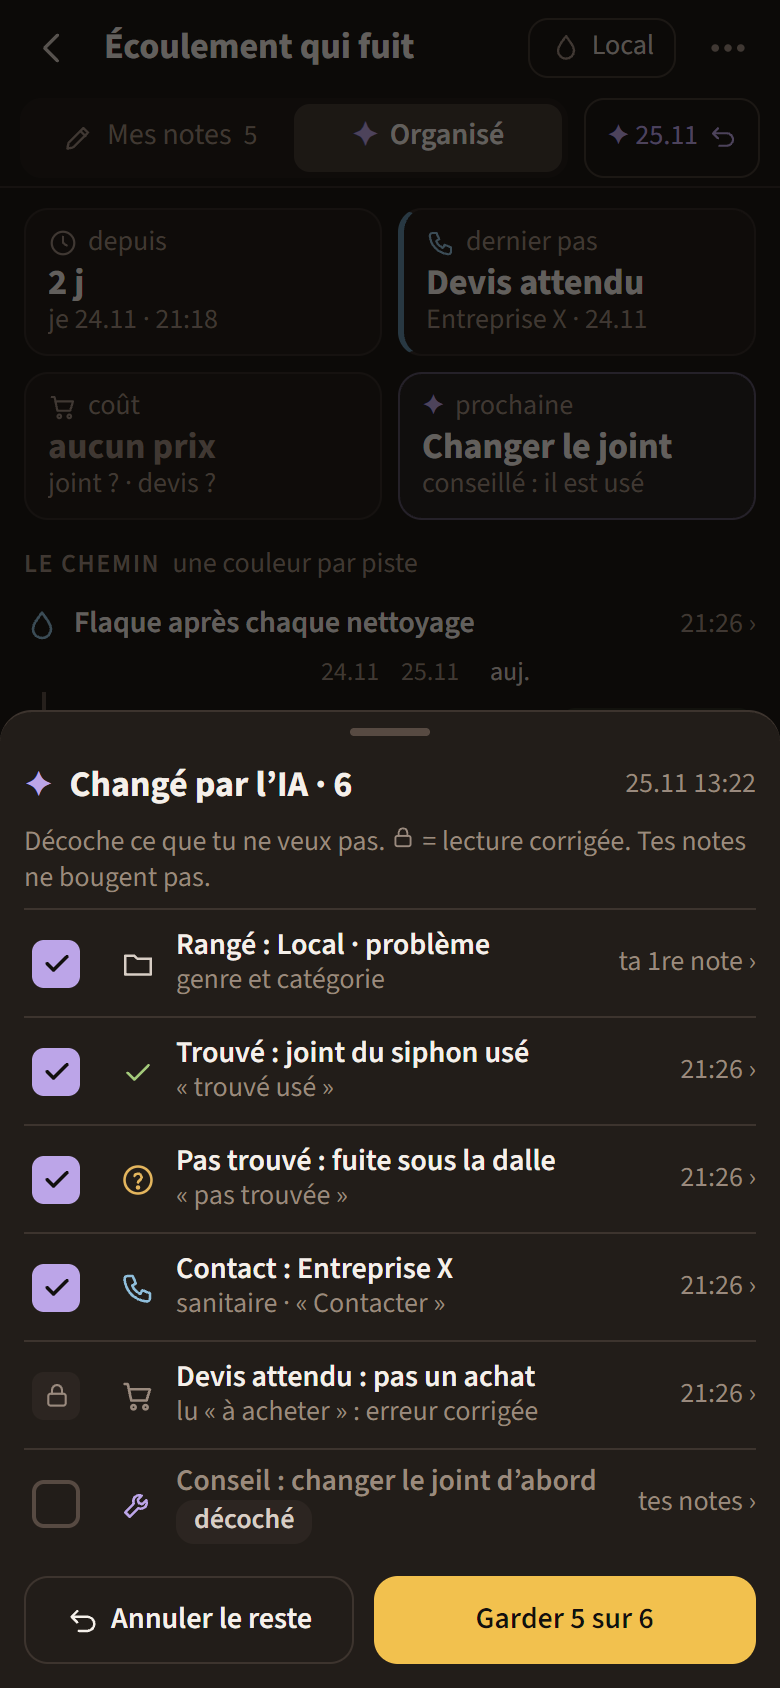 Écoulement qui fuit
Local
Mes notes 5
Organisé
25.11
depuis
2 j
je 24.11 · 21:18
dernier pas
Devis attendu
Entreprise X · 24.11
coût
aucun prix
joint ? · devis ?
prochaine
Changer le joint
conseillé : il est usé
LE CHEMIN une couleur par piste
Flaque après chaque nettoyage
21:26 ›
24.11 25.11 auj.
Changé par l’IA · 6
25.11 13:22
Décoche ce que tu ne veux pas. = lecture corrigée. Tes notes
ne bougent pas.
Rangé : Local · problème
genre et catégorie
ta 1re note ›
Trouvé : joint du siphon usé
« trouvé usé »
21:26 ›
Pas trouvé : fuite sous la dalle
« pas trouvée »
21:26 ›
Contact : Entreprise X
sanitaire · « Contacter »
21:26 ›
Devis attendu : pas un achat
lu « à acheter » : erreur corrigée
21:26 ›
Conseil : changer le joint d’abord
décoché
tes notes ›
Annuler le reste
Garder 5 sur 6